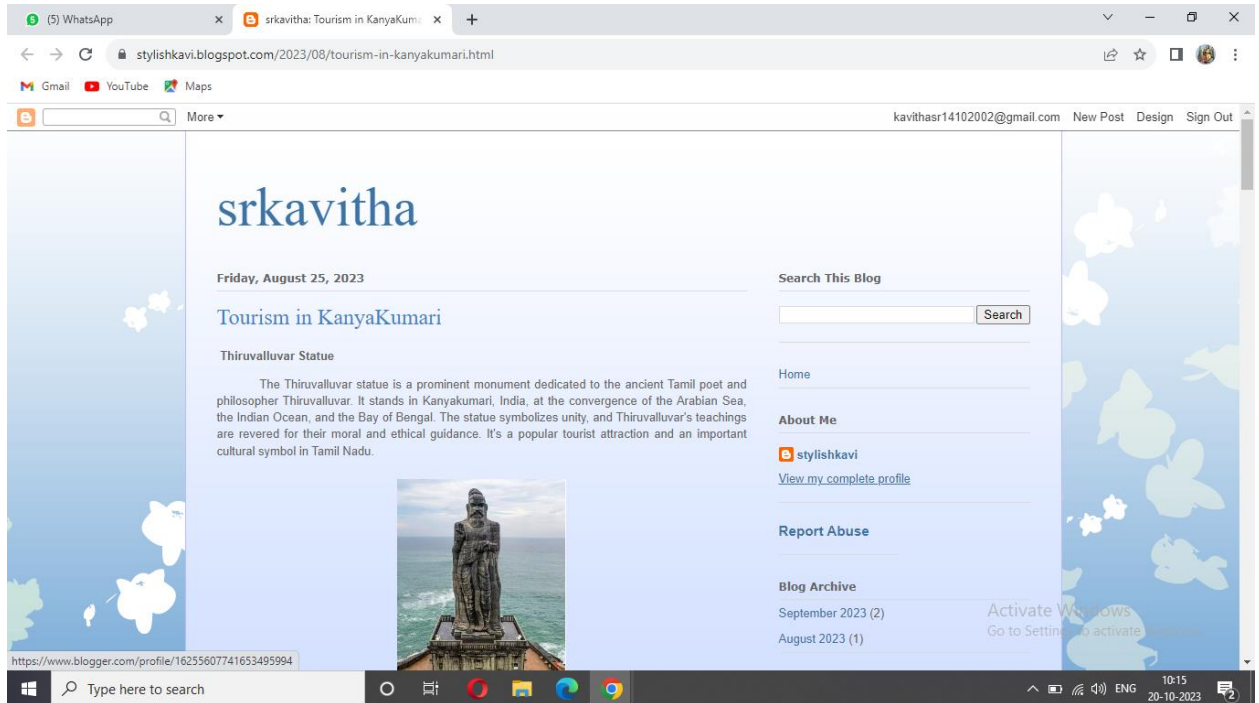 (5) WhatsApp
srkavitha: Tourism in KanyaKum
stylishkavi.blogspot.com/2023/08/tourism-in-kanyakumari.html
Gmail YouTube Maps
More kavithasr14102002@gmail.com New Post Design Sign Out
srkavitha
Friday, August 25, 2023
Tourism in KanyaKumari
Thiruvalluvar Statue
The Thiruvalluvar statue is a prominent monument dedicated to the ancient Tamil poet and
philosopher Thiruvalluvar. It stands in Kanyakumari, India, at the convergence of the Arabian Sea,
the Indian Ocean, and the Bay of Bengal. The statue symbolizes unity, and Thiruvalluvar's teachings
are revered for their moral and ethical guidance. It's a popular tourist attraction and an important
cultural symbol in Tamil Nadu.
Search This Blog
Search
Home
About Me
stylishkavi
View my complete profile
Report Abuse
Blog Archive
September 2023 (2)
August 2023 (1)
Activate Windows
Go to Settings to activate
https://www.blogger.com/profile/16255607741653495994
Type here to search
ENG
10:15
20-10-2023
2